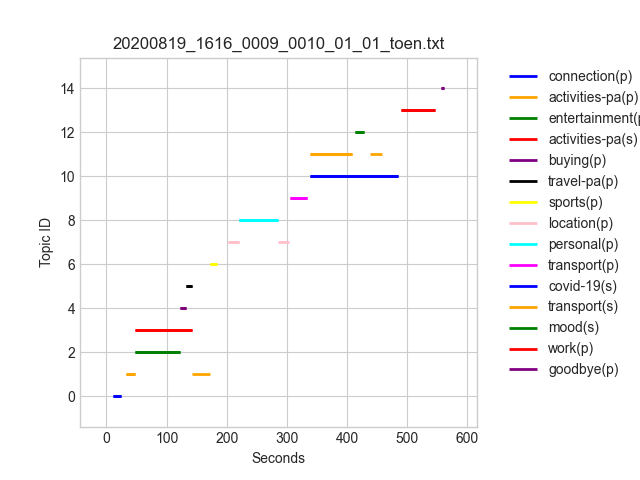 20200819_1616_0009_0010_01_01_toen.txt
14
12
10
8
6
4
2
0
Topic ID
0 100 200 300 400 500 600
Seconds
connection(p)
activities-pa(p)
entertainment(p
activities-pa(s)
buying(p)
travel-pa(p)
sports(p)
location(p)
personal(p)
transport(p)
covid-19(s)
transport(s)
mood(s)
work(p)
goodbye(p)